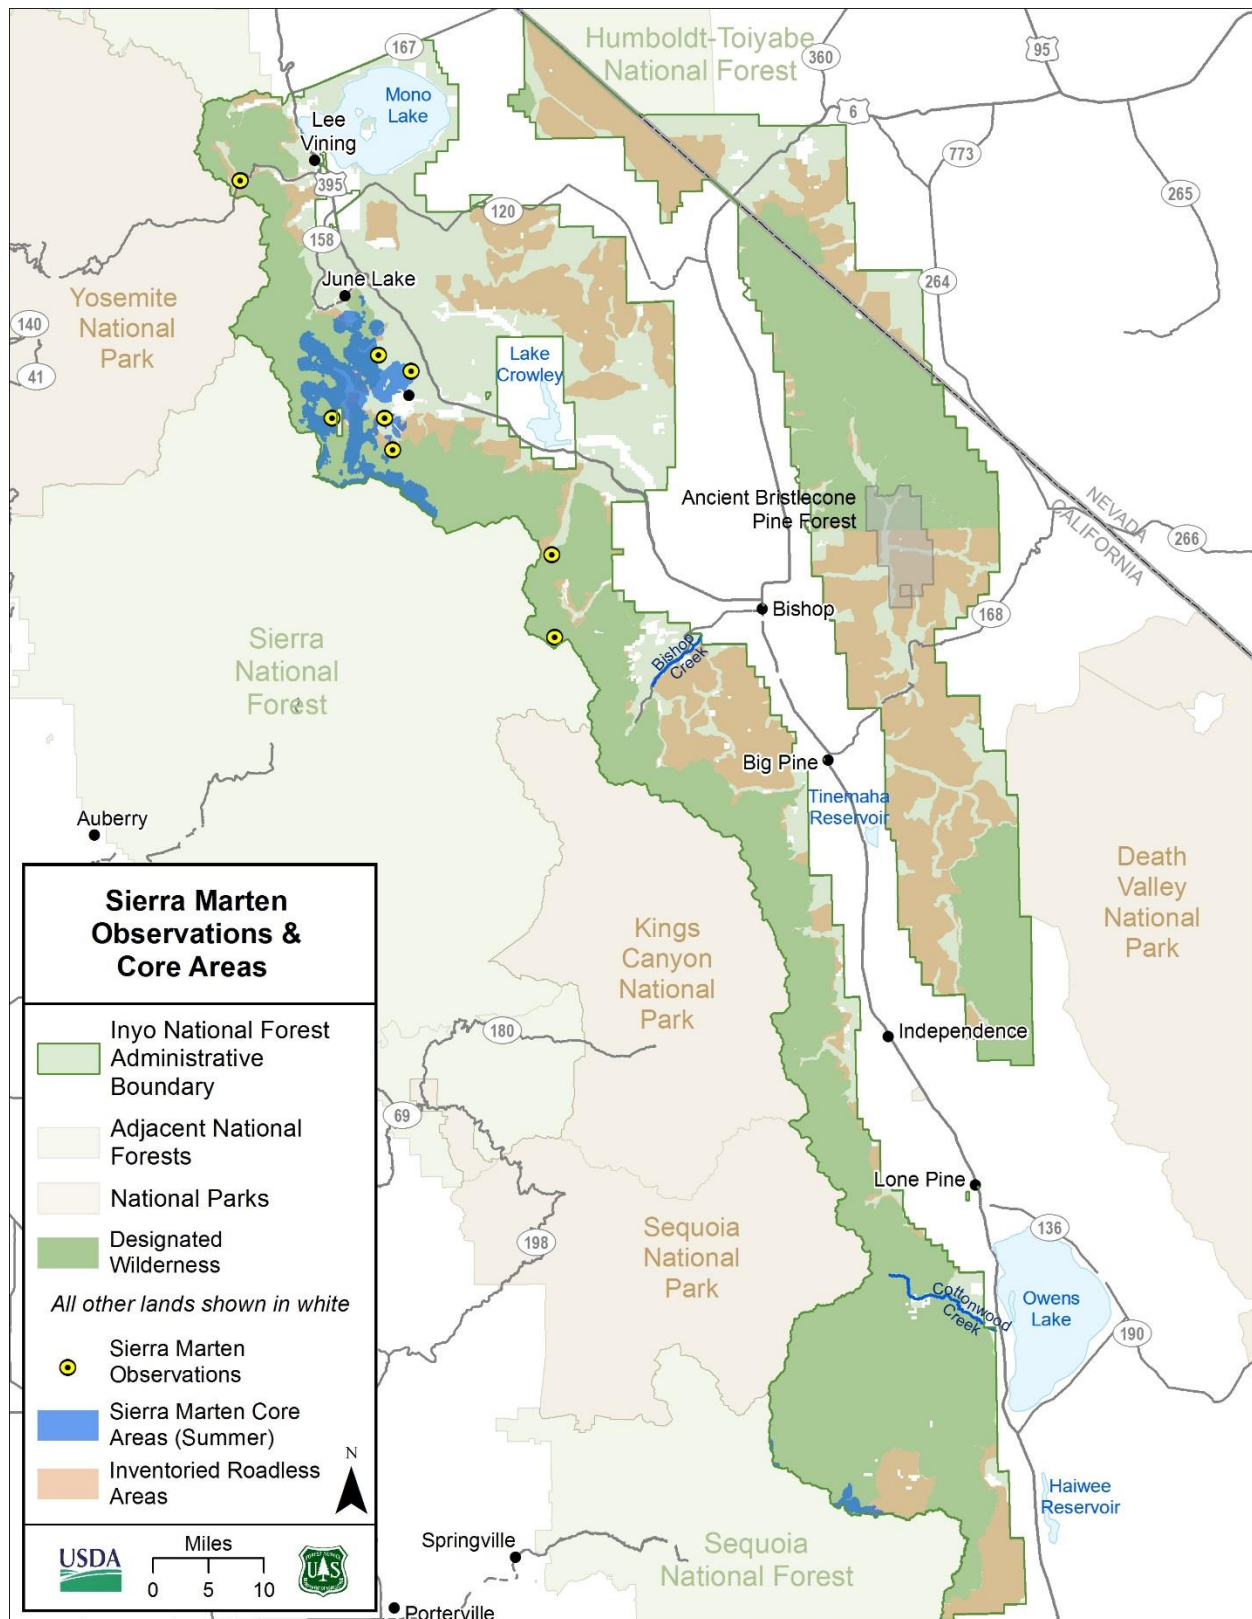 Humboldt-Toiyabe
National Forest
167
360
95
6
Mono
Lake
Lee
Vining
395
773
265
120
158
264
June Lake
Yosemite
National
Park
140
41
Lake
Crowley
Ancient Bristlecone
Pine Forest
NEVADA
CALIFORNIA
266
168
Bishop
Sierra
National
Forest
Bishop
Creek
Big Pine
Tinemaha
Reservoir
Auberry
Death
Valley
National
Park
Kings
Canyon
National
Park
Independence
180
69
Lone Pine
136
198
Sequoia
National
Park
Cottonwood
Creek
Owens
Lake
190
Haiwee
Reservoir
Springville
Sequoia
National Forest
Porterville
Sierra Marten
Observations &
Core Areas
Inyo National Forest
Administrative
Boundary
Adjacent National
Forests
National Parks
Designated
Wilderness
All other lands shown in white
Sierra Marten
Observations
Sierra Marten Core
Areas (Summer)
Inventoried Roadless
Areas
N
USDA
Miles
0 5 10
U S